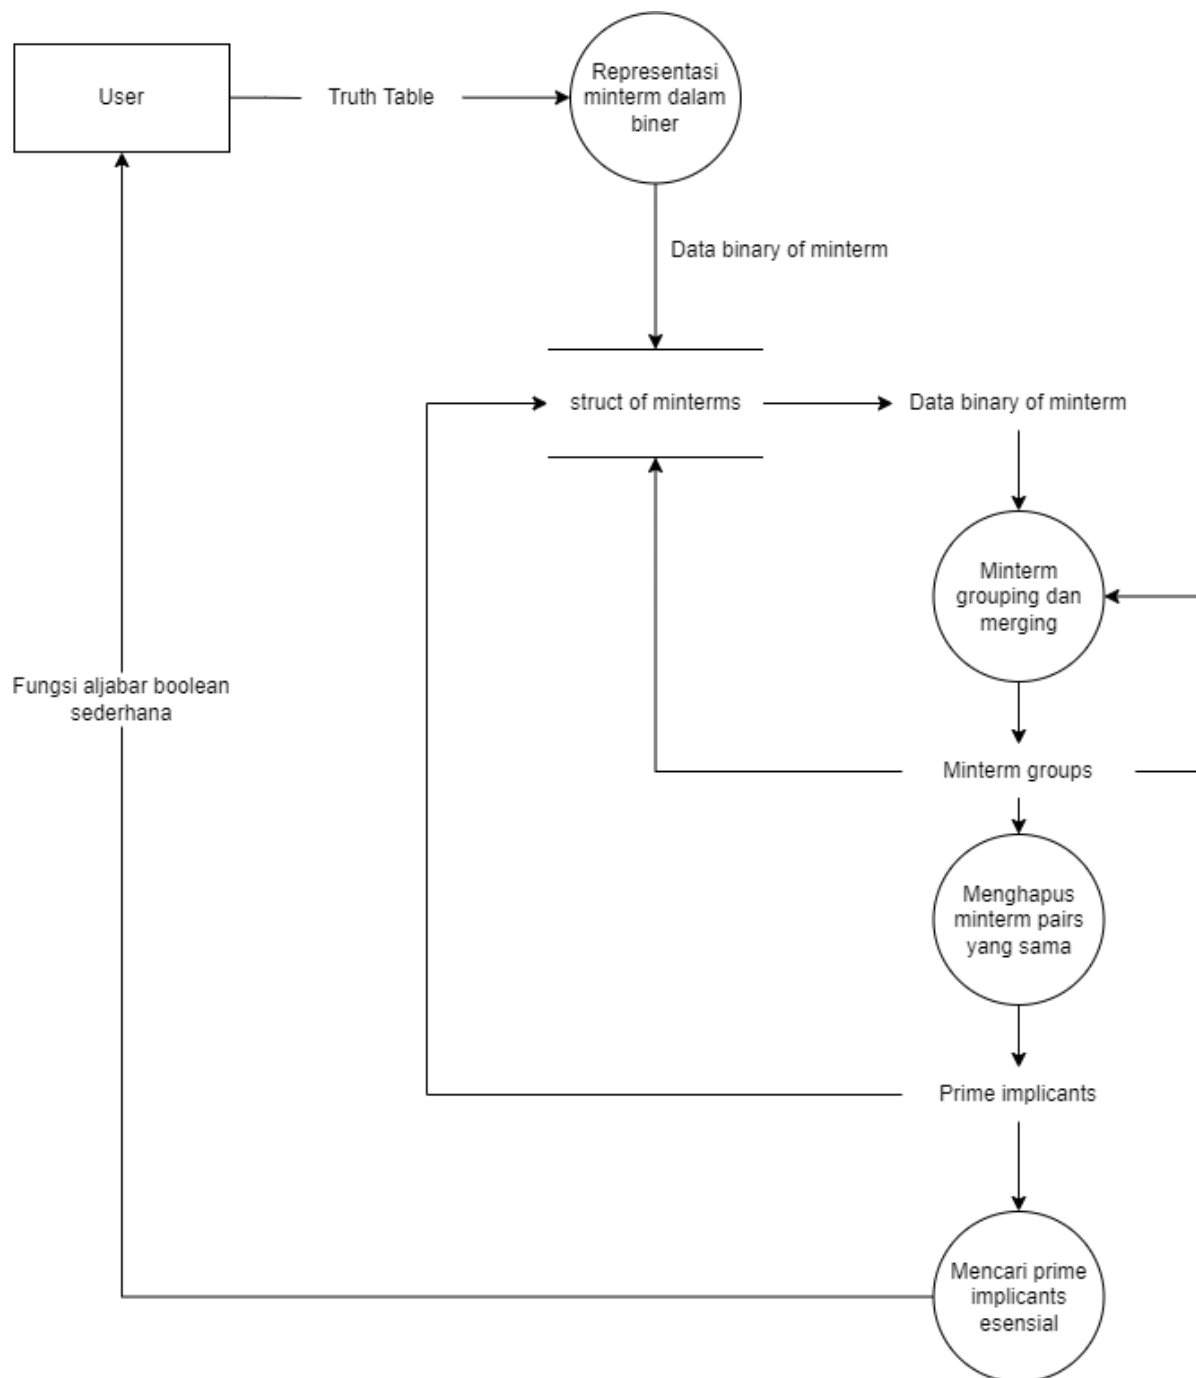 User
Truth Table
Representasi
minterm dalam
biner
Data binary of minterm
struct of minterms
Data binary of minterm
Minterm
grouping dan
merging
Fungsi aljabar boolean
sederhana
Minterm groups
Menghapus
minterm pairs
yang sama
Prime implicants
Mencari prime
implicants
esensial